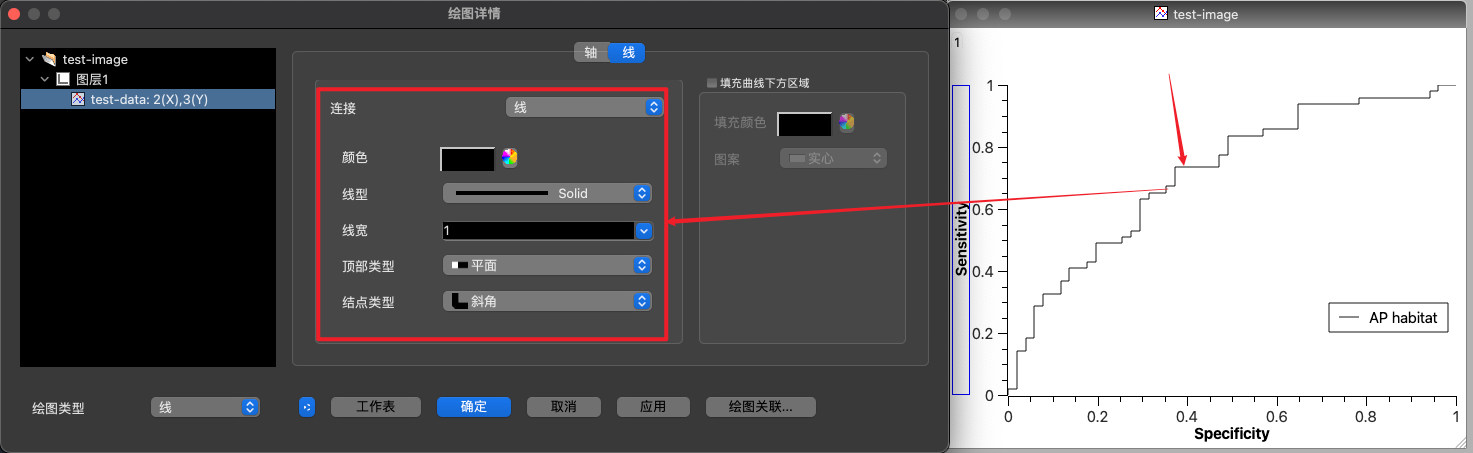 绘图详情
test-image
图层1
test-data: 2(X),3(Y)
轴
线
连接
线
颜色
线型
Solid
线宽
1
顶部类型
平面
结点类型
斜角
填充曲线下方区域
填充颜色
图案
实心
绘图类型
线
工作表
确定
取消
应用
绘图关联...
test-image
1
1
0.8
0.6
0.4
0.2
0
Sensitivity
AP habitat
0
0.2
0.4
0.6
0.8
1
Specificity